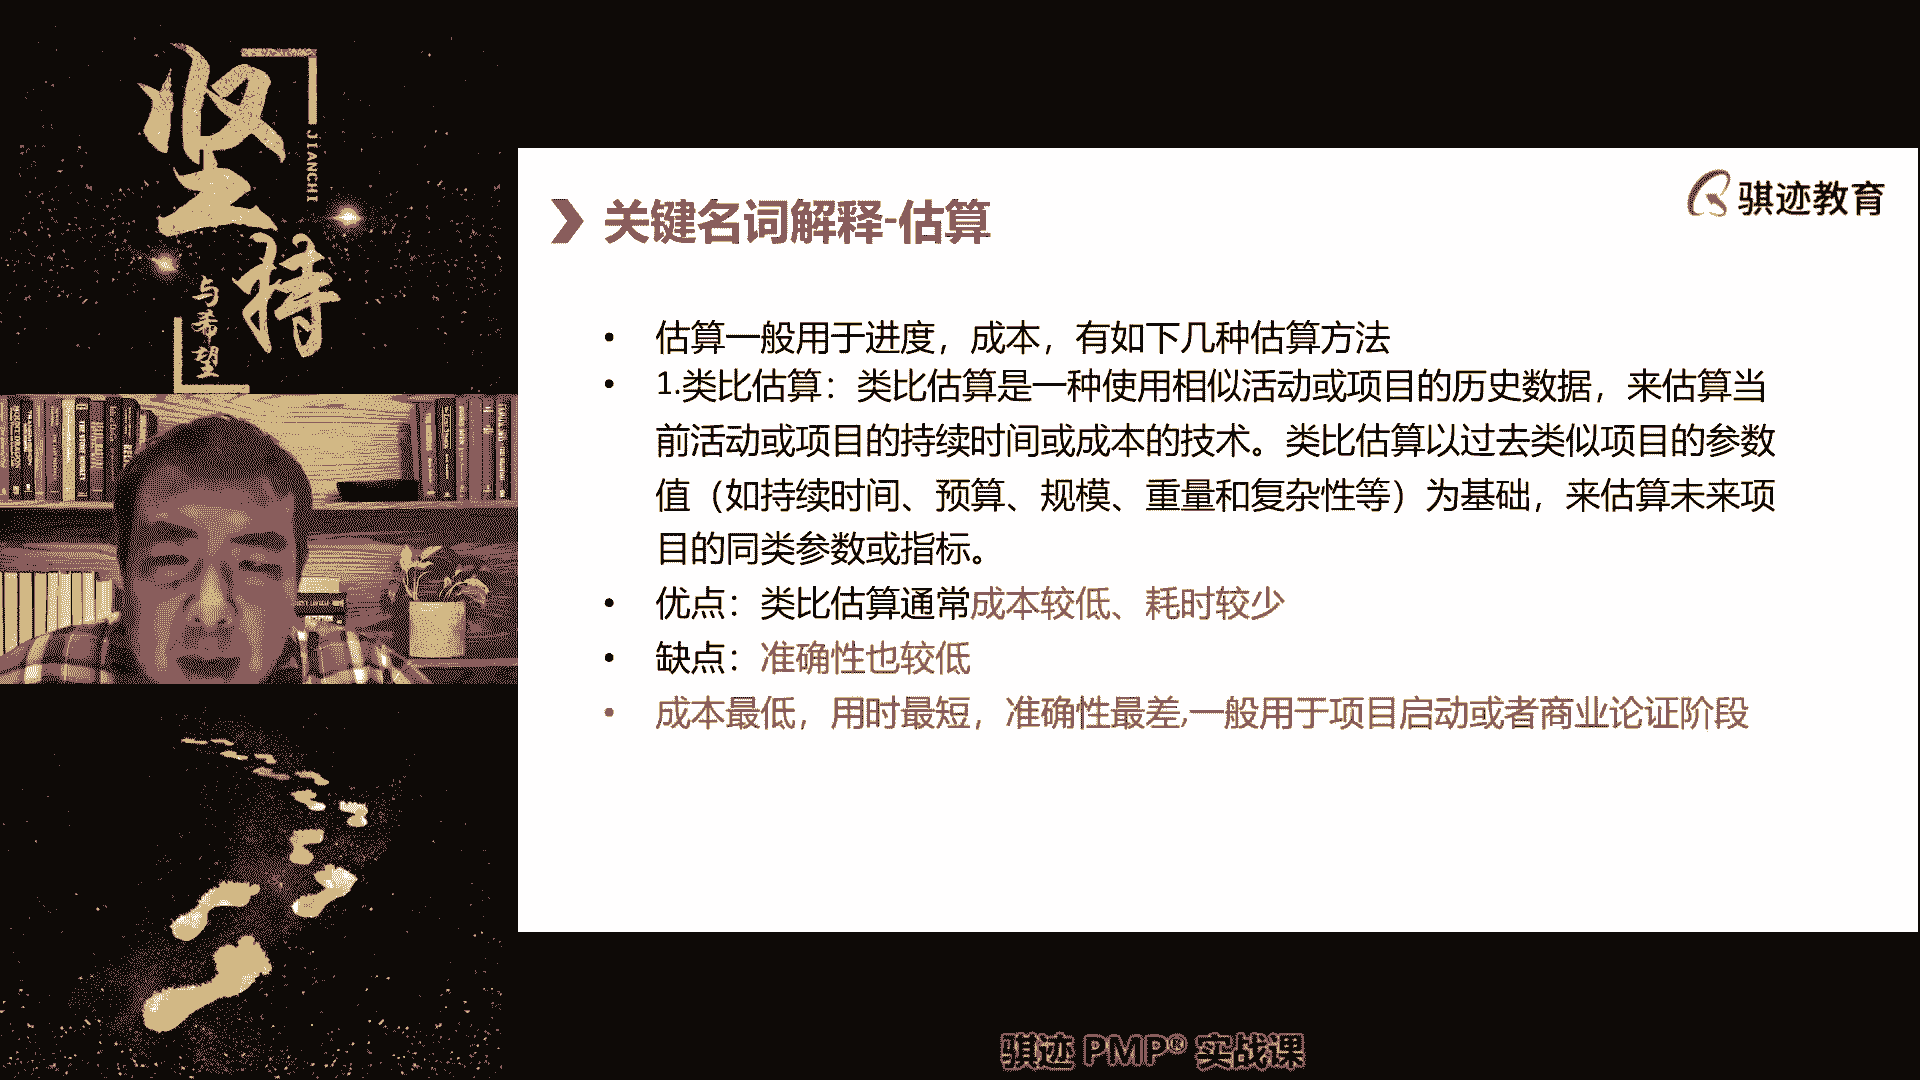 坚持
JIANCHI
与希望
骐迹教育
关键名词解释-估算
• 估算一般用于进度，成本，有如下几种估算方法
• 1.类比估算：类比估算是一种使用相似活动或项目的历史数据，来估算当
前活动或项目的持续时间或成本的技术。类比估算以过去类似项目的参数
值（如持续时间、预算、规模、重量和复杂性等）为基础，来估算未来项
目的同类参数或指标。
• 优点：类比估算通常成本较低、耗时较少
• 缺点：准确性也较低
• 成本最低，用时最短，准确性最差,一般用于项目启动或者商业论证阶段
骐迹 PMP® 实战课